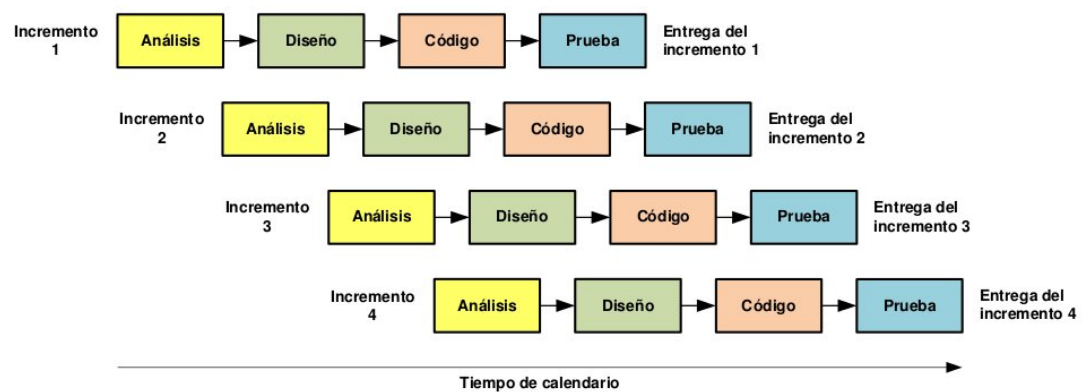 Incremento
1
Análisis
Diseño
Código
Prueba
Entrega del
incremento 1
Incremento
2
Análisis
Diseño
Código
Prueba
Entrega del
incremento 2
Incremento
3
Análisis
Diseño
Código
Prueba
Entrega del
incremento 3
Incremento
4
Análisis
Diseño
Código
Prueba
Entrega del
incremento 4
Tiempo de calendario